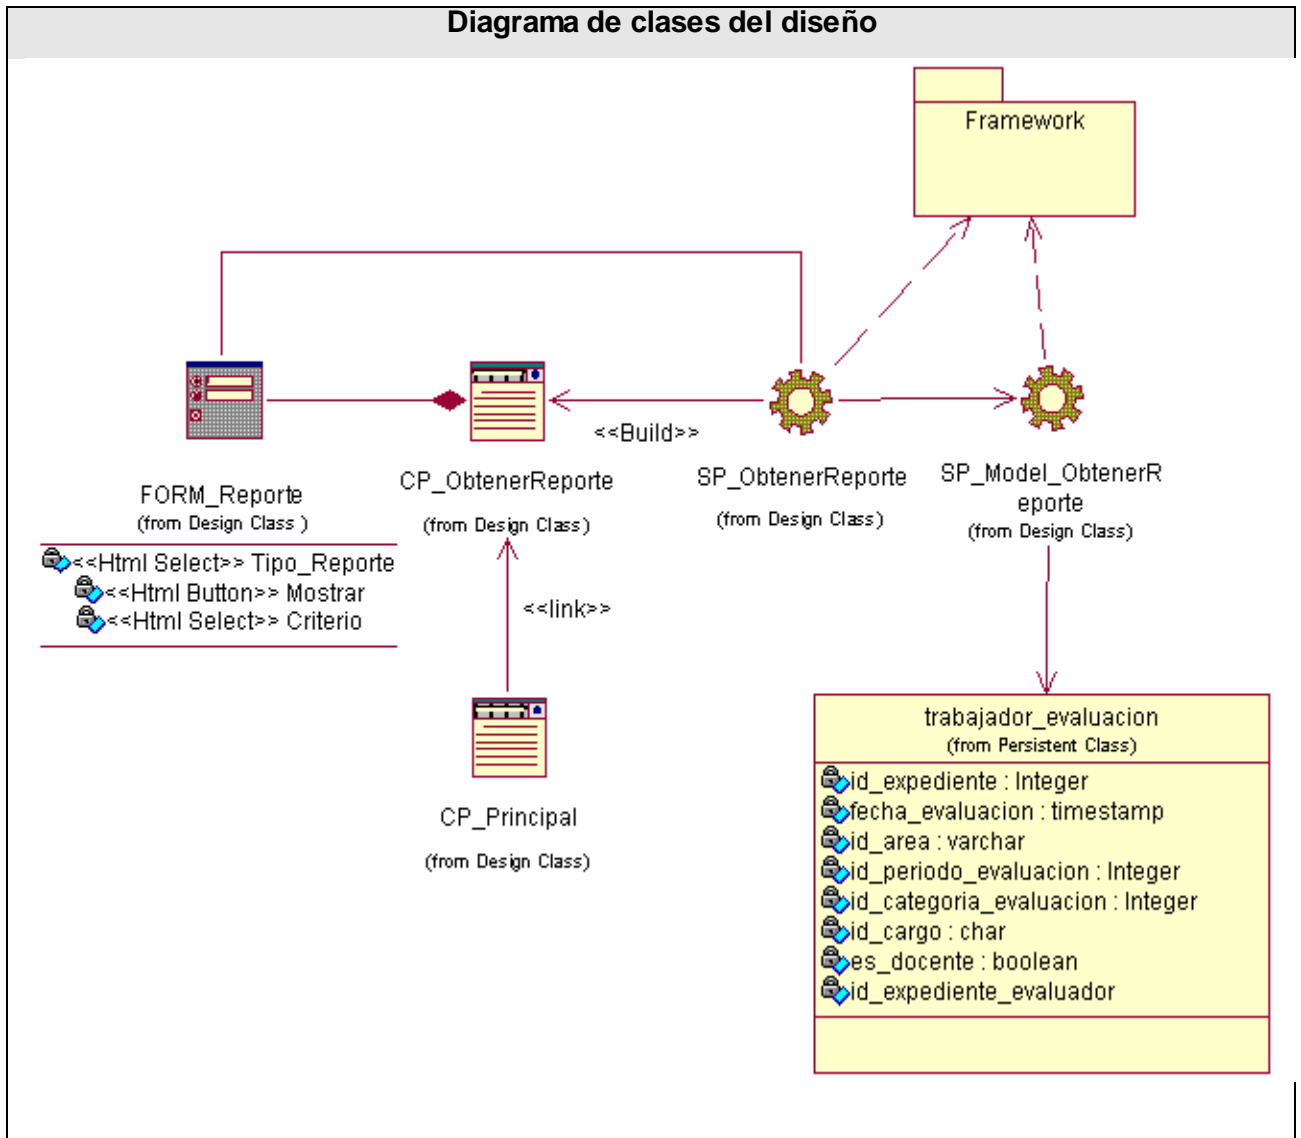 Diagrama de clases del diseño
Framework
<<Build>>
FORM_Reporte
(from Design Class )
<<Html Select>> Tipo_Reporte
<<Html Button>> Mostrar
<<Html Select>> Criterio
CP_ObtenerReporte
(from Design Class)
SP_ObtenerReporte
(from Design Class)
SP_Model_ObtenerR
eporte
(from Design Class)
<<link>>
CP_Principal
(from Design Class)
trabajador_evaluacion
(from Persistent Class)
id_expediente : Integer
fecha_evaluacion : timestamp
id_area : varchar
id_periodo_evaluacion : Integer
id_categoria_evaluacion : Integer
id_cargo : char
es_docente : boolean
id_expediente_evaluador